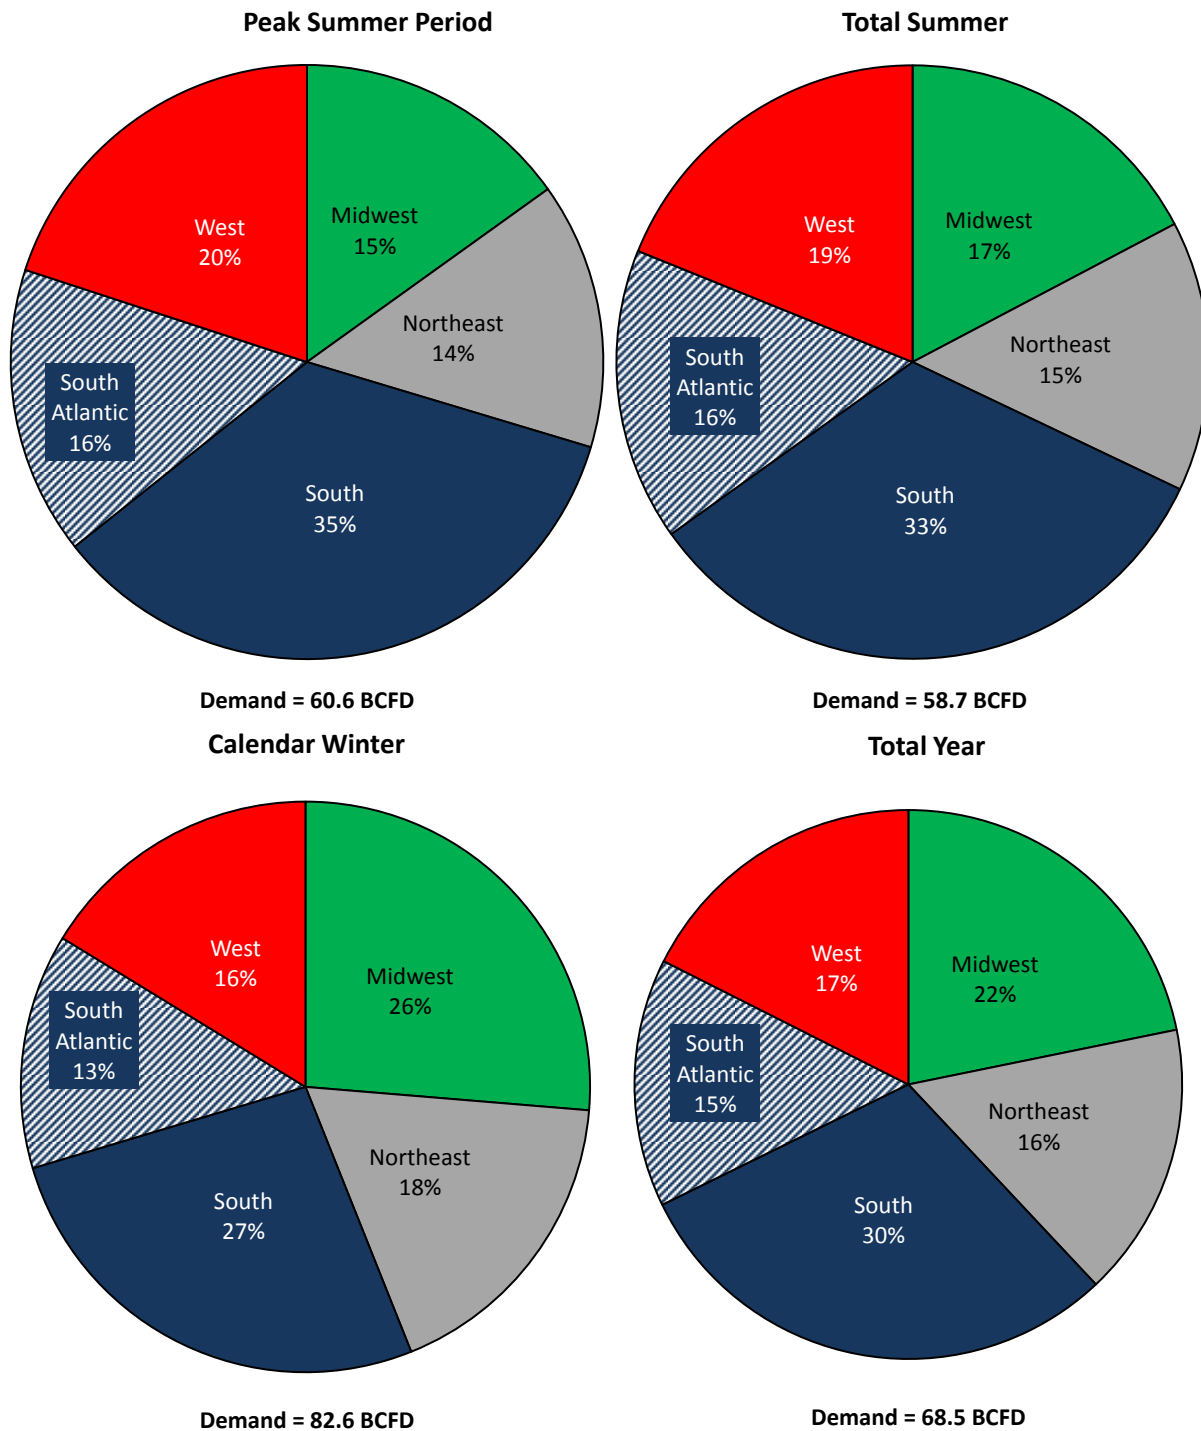 Peak Summer Period
West
20%
Midwest
15%
Northeast
14%
South
Atlantic
16%
South
35%
Demand = 60.6 BCFD
Total Summer
West
19%
Midwest
17%
Northeast
15%
South
Atlantic
16%
South
33%
Demand = 58.7 BCFD
Calendar Winter
West
16%
Midwest
26%
South
Atlantic
13%
Northeast
18%
South
27%
Demand = 82.6 BCFD
Total Year
West
17%
Midwest
22%
South
Atlantic
15%
Northeast
16%
South
30%
Demand = 68.5 BCFD